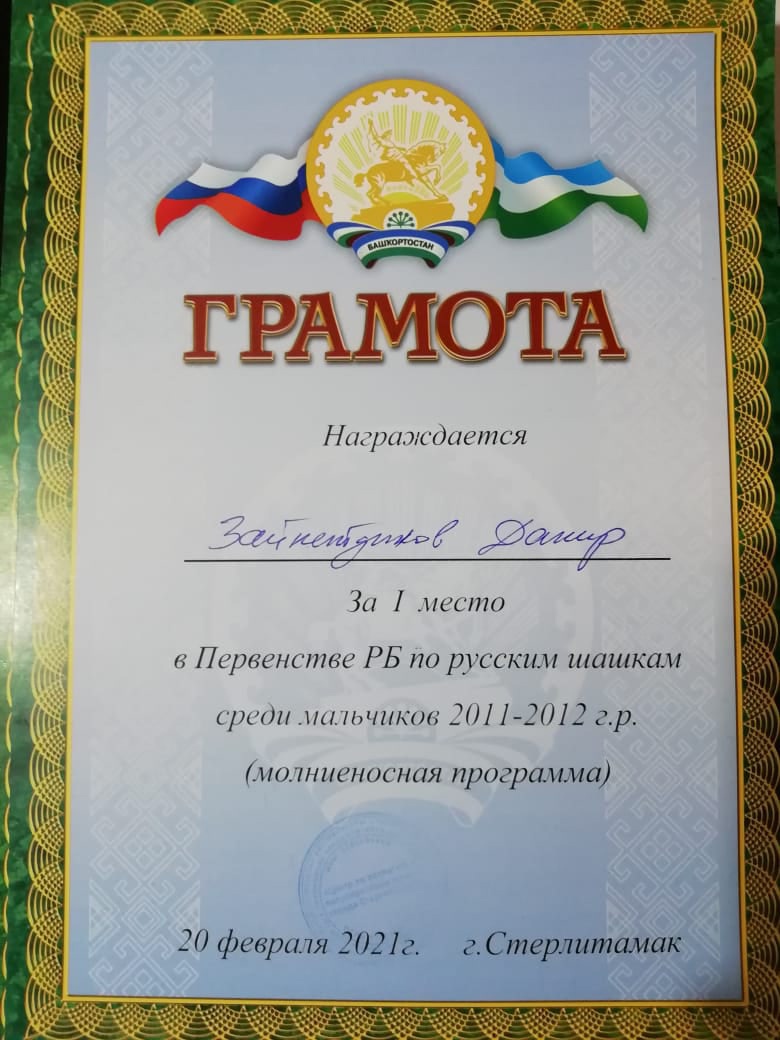 БАШКОРТОСТАН
ГРАМОТА
Награждается
Зайнетдинов Данир
За I место
в Первенстве РБ по русским шашкам
среди мальчиков 2011-2012 г.р.
(молниеносная программа)
20 февраля 2021г. г.Стерлитамак